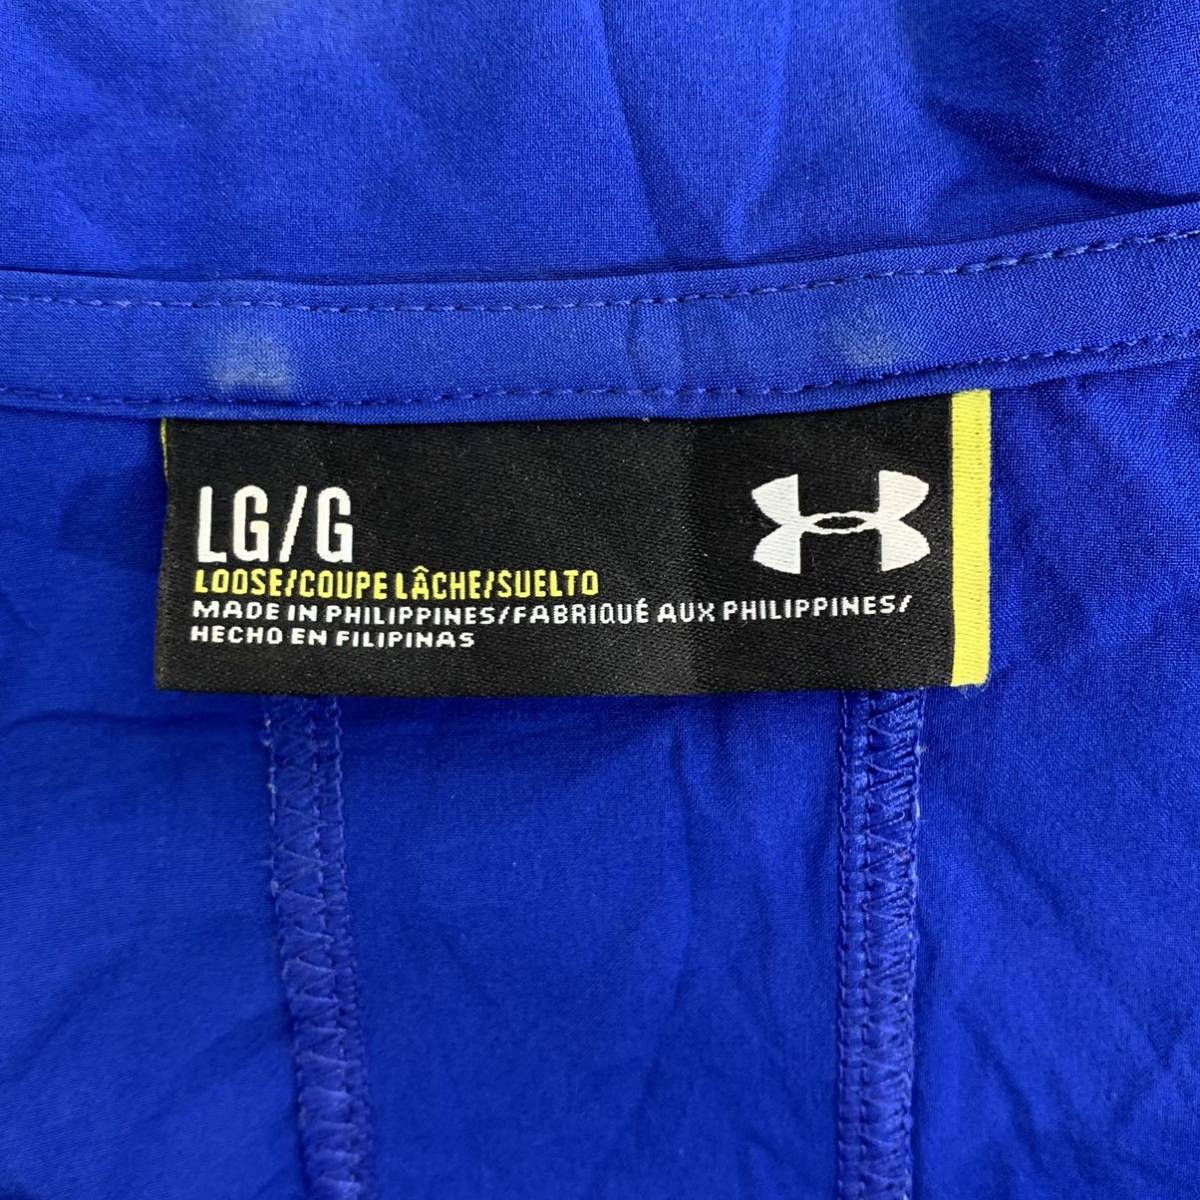 LG/G
LOOSE/COUPE LÂCHE/SUELTO
MADE IN PHILIPPINES/FABRIQUÉ AUX PHILIPPINES/
HECHO EN FILIPINAS